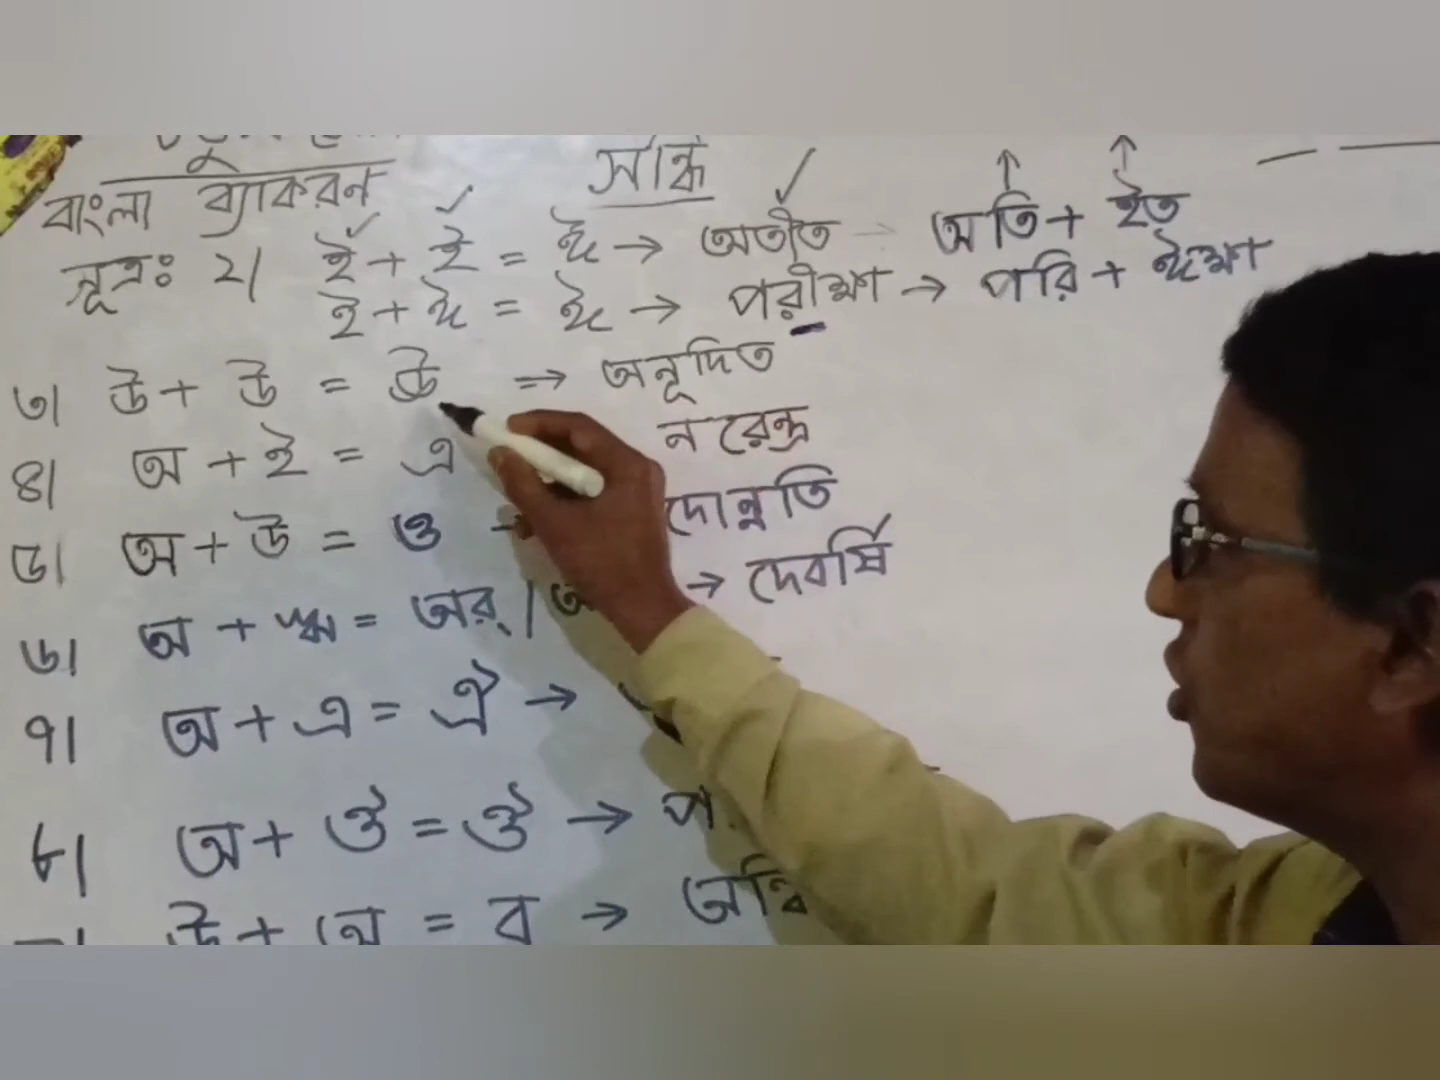 সন্ধি
বাংলা ব্যাকরন
সূত্রঃ ২। ই + ই = ঈ → অতীত → অতি + ইত
ই + ঈ = ঈ → পরীক্ষা → পরি + ঈক্ষা
৩। উ + উ = ঊ ⇒ অনূদিত
৪। অ + ই = এ নরেন্দ্র
৫। অ + উ = ও → দোন্নতি
৬। অ + ঋ = অর্ | → দেবর্ষি
৭। অ + এ = ঐ →
৮। অ + ঔ = ঔ → প
উ + অ = ব → অন্বি